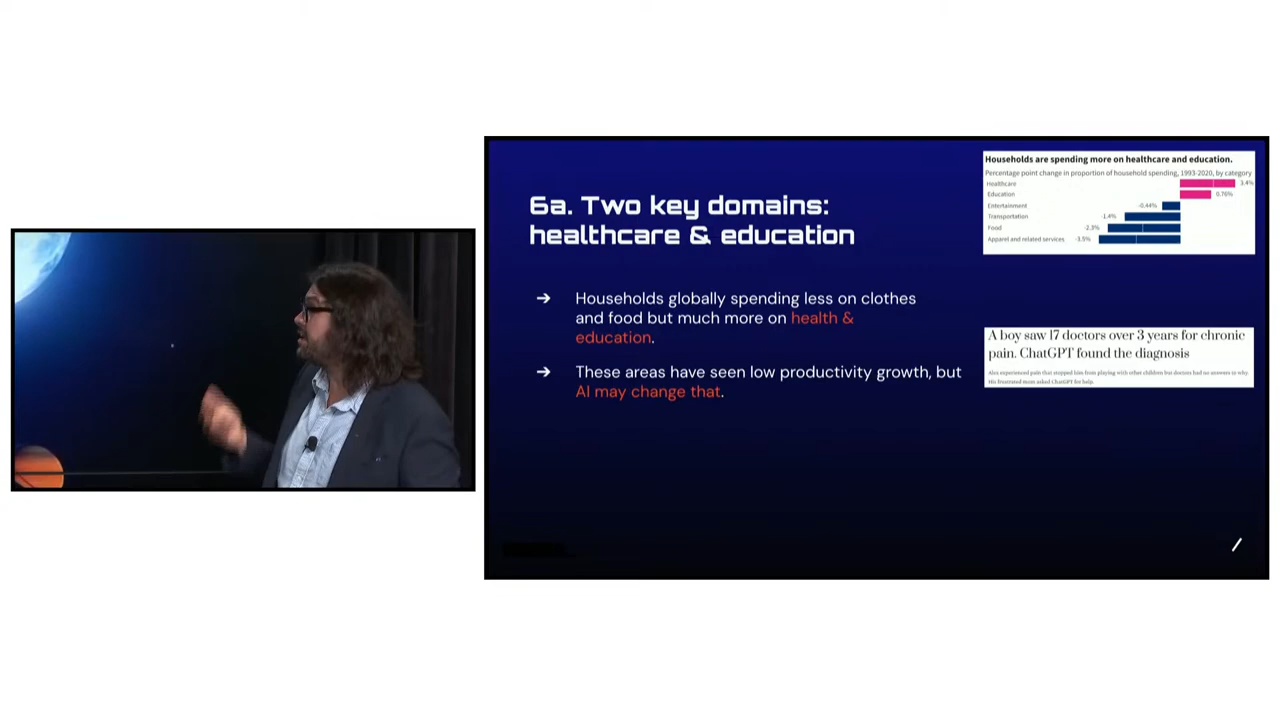 6a. Two key domains:
healthcare & education
➔ Households globally spending less on clothes
and food but much more on health &
education.
➔ These areas have seen low productivity growth, but
AI may change that.
Households are spending more on healthcare and education.
Percentage point change in proportion of household spending, 1993-2020, by category
Healthcare 3.4%
Education 0.76%
Entertainment -0.44%
Transportation -1.4%
Food -2.3%
Apparel and related services -3.5%
A boy saw 17 doctors over 3 years for chronic
pain. ChatGPT found the diagnosis
Alex experienced pain that stopped him from playing with other children but doctors had no answers to why.
His frustrated mom asked ChatGPT for help.